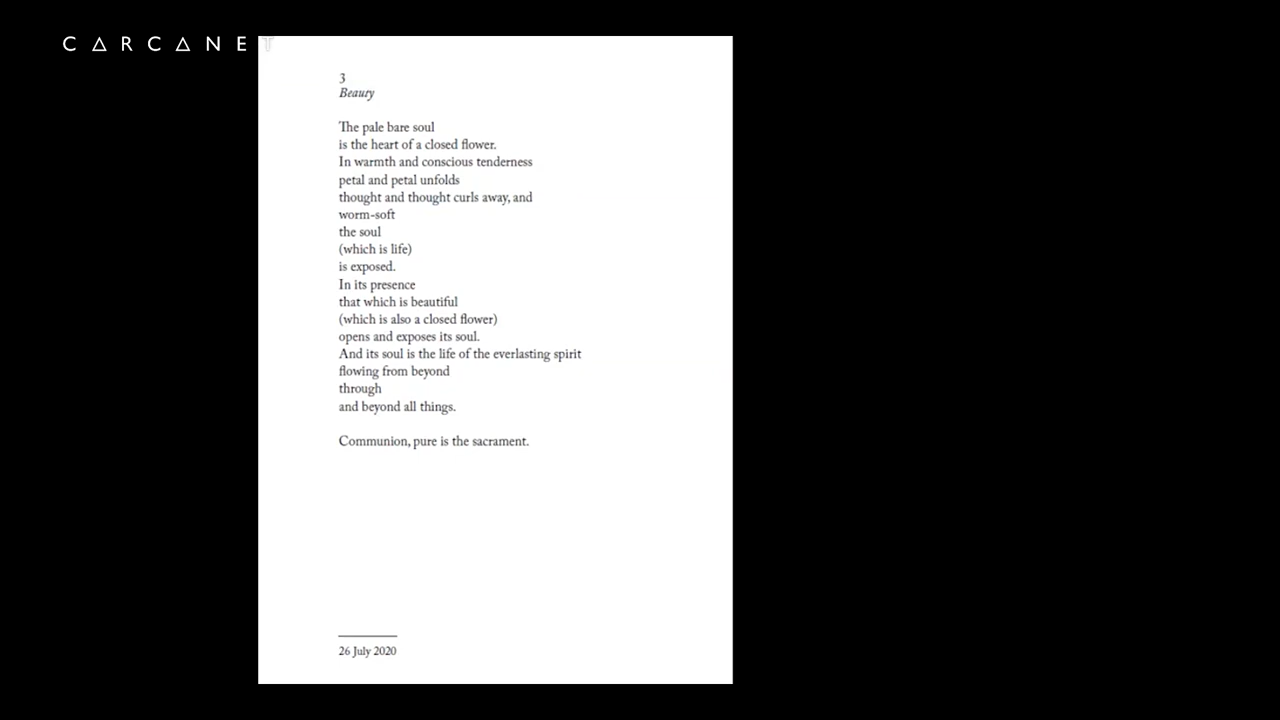 CARCANET
3
Beauty
The pale bare soul
is the heart of a closed flower.
In warmth and conscious tenderness
petal and petal unfolds
thought and thought curls away, and
worm-soft
the soul
(which is life)
is exposed.
In its presence
that which is beautiful
(which is also a closed flower)
opens and exposes its soul.
And its soul is the life of the everlasting spirit
flowing from beyond
through
and beyond all things.
Communion, pure is the sacrament.
26 July 2020